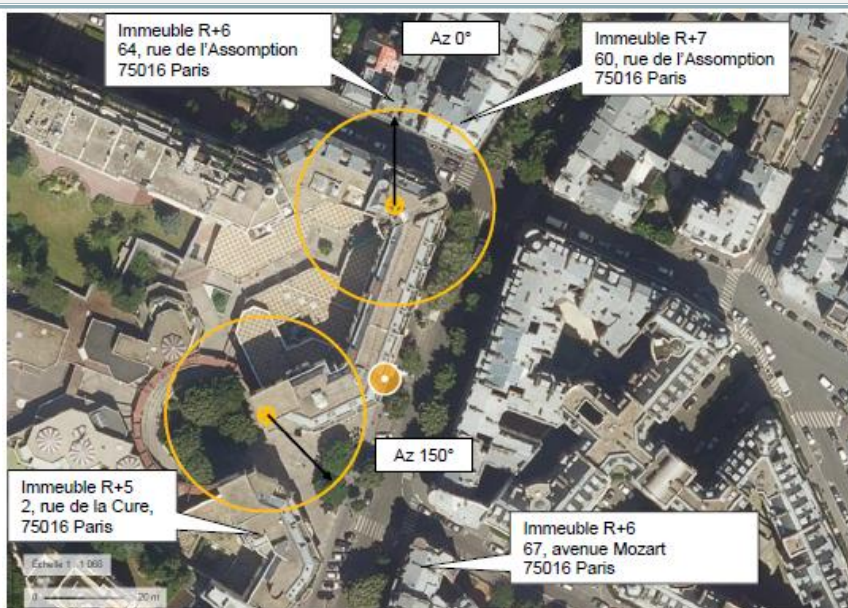 Immeuble R+6
64, rue de l'Assomption
75016 Paris
Az 0°
Immeuble R+7
60, rue de l'Assomption
75016 Paris
Az 150°
Immeuble R+5
2, rue de la Cure,
75016 Paris
Immeuble R+6
67, avenue Mozart
75016 Paris
Echelle 1 : 1 066
0 20 m